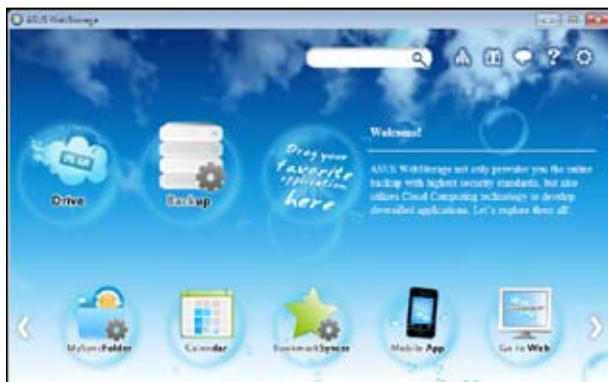 ASUS WebStorage
Drive
Backup
Drag your
favorite
application
here
Welcome!
ASUS WebStorage not only provides you the online
backup with highest security standards, but also
utilizes Cloud Computing technology to develop
diversified applications. Let's explore them all!
MySyncFolder
Calendar
BookmarkSyncer
Mobile App
Go to Web